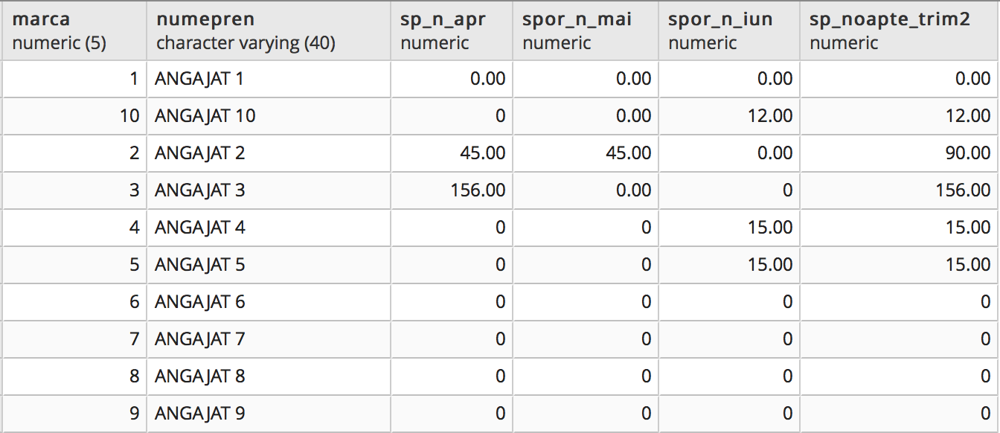 marca numepren sp_n_apr spor_n_mai spor_n_iun sp_noapte_trim2
numeric (5) character varying (40) numeric numeric numeric numeric
1 ANGAJAT 1 0.00 0.00 0.00 0.00
10 ANGAJAT 10 0 0.00 12.00 12.00
2 ANGAJAT 2 45.00 45.00 0.00 90.00
3 ANGAJAT 3 156.00 0.00 0 156.00
4 ANGAJAT 4 0 0 15.00 15.00
5 ANGAJAT 5 0 0 15.00 15.00
6 ANGAJAT 6 0 0 0 0
7 ANGAJAT 7 0 0 0 0
8 ANGAJAT 8 0 0 0 0
9 ANGAJAT 9 0 0 0 0